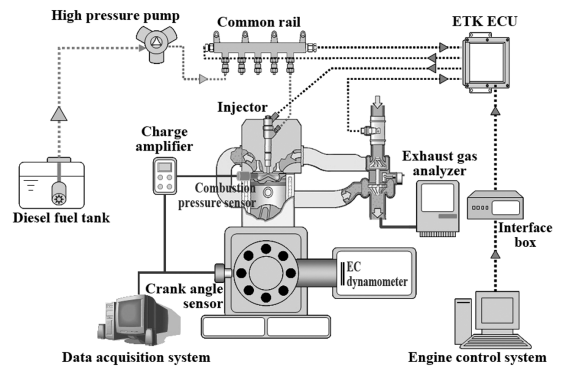 High pressure pump
Common rail
ETK ECU
Injector
Charge
amplifier
Combustion
pressure sensor
Exhaust gas
analyzer
Diesel fuel tank
Interface
box
EC
dynamometer
Crank angle
sensor
Data acquisition system
Engine control system